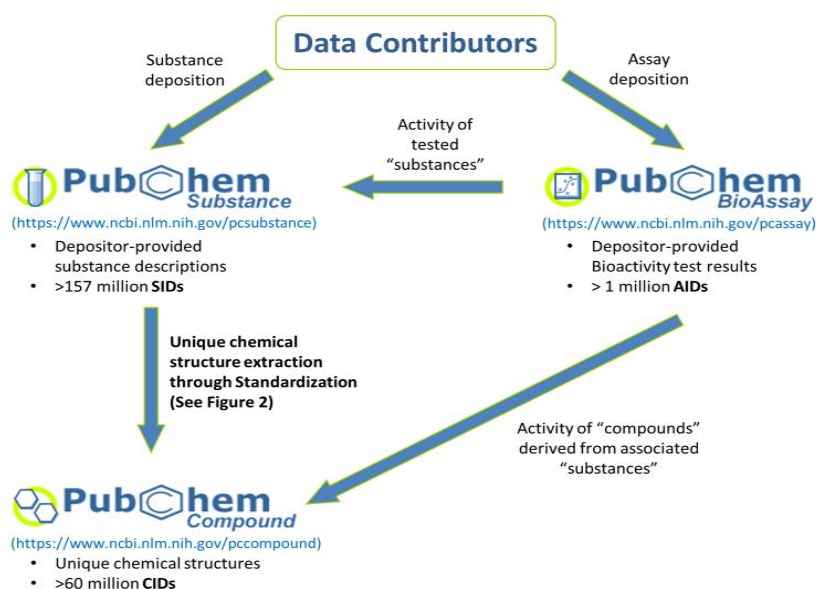 Data Contributors
Substance
deposition
Assay
deposition
Activity of
tested
“substances”
PubChem
Substance
(https://www.ncbi.nlm.nih.gov/pcsubstance)
• Depositor-provided
substance descriptions
• >157 million SIDs
PubChem
BioAssay
(https://www.ncbi.nlm.nih.gov/pcassay)
• Depositor-provided
Bioactivity test results
• > 1 million AIDs
Unique chemical
structure extraction
through Standardization
(See Figure 2)
Activity of “compounds”
derived from associated
“substances”
PubChem
Compound
(https://www.ncbi.nlm.nih.gov/pccompound)
• Unique chemical structures
• >60 million CIDs